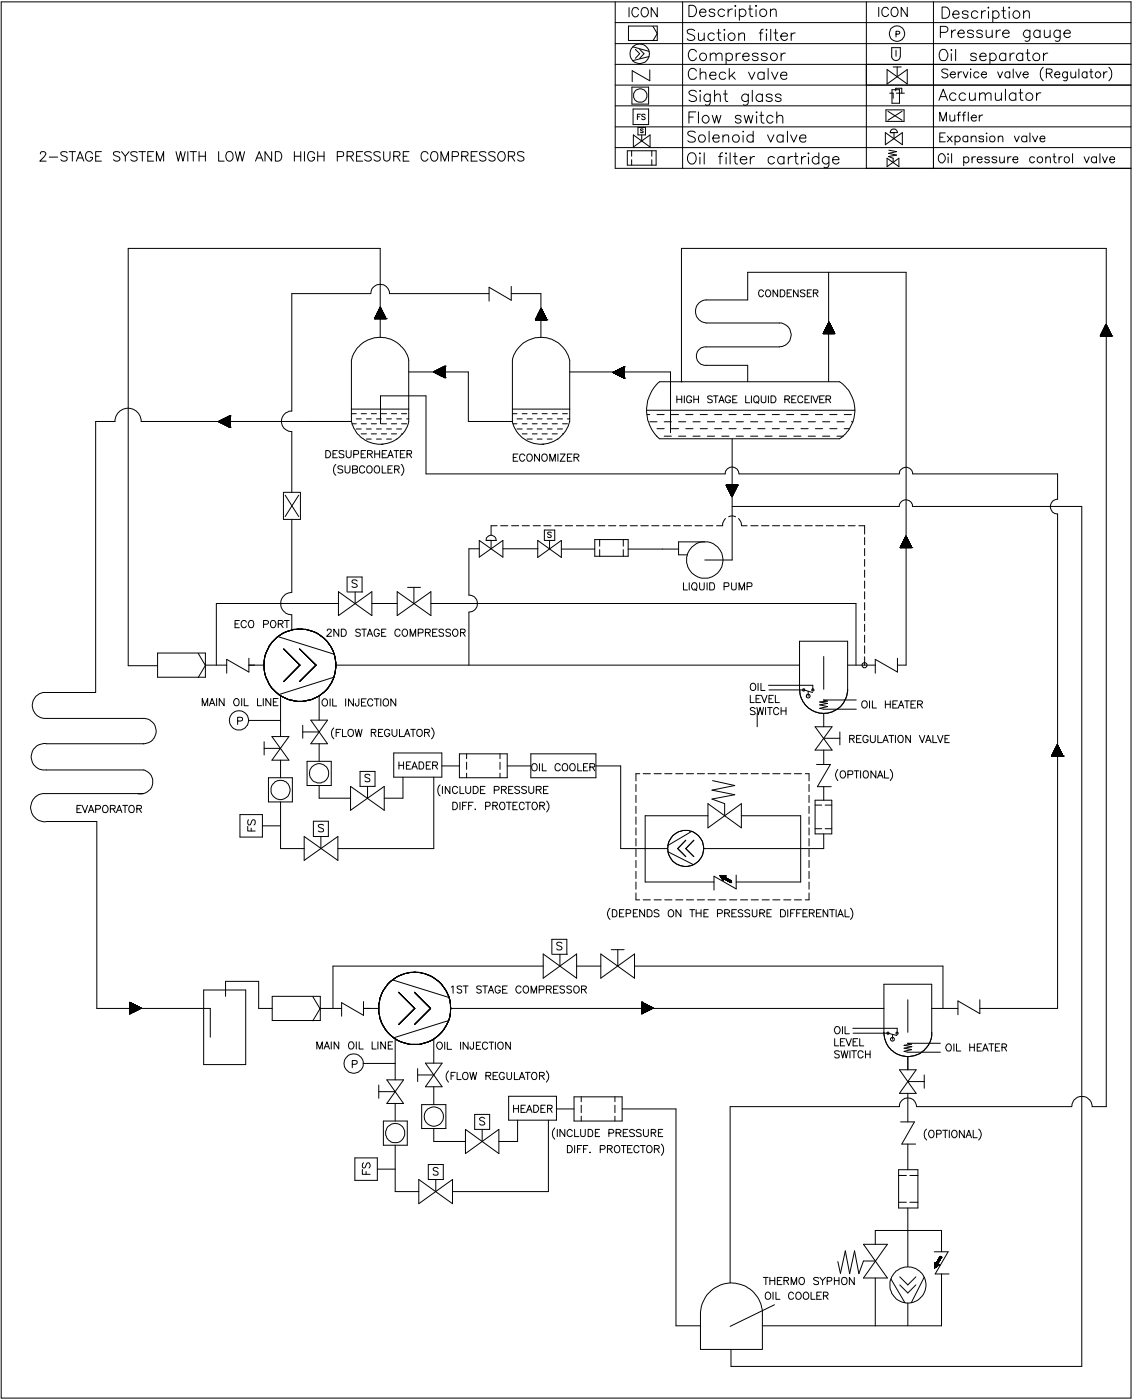 ICON Description ICON Description
Suction filter P Pressure gauge
Compressor Oil separator
Check valve Service valve (Regulator)
Sight glass Accumulator
FS Flow switch Muffler
S Solenoid valve Expansion valve
Oil filter cartridge Oil pressure control valve
2-STAGE SYSTEM WITH LOW AND HIGH PRESSURE COMPRESSORS
CONDENSER
HIGH STAGE LIQUID RECEIVER
DESUPERHEATER
(SUBCOOLER)
ECONOMIZER
S
LIQUID PUMP
S
ECO PORT
2ND STAGE COMPRESSOR
MAIN OIL LINE
OIL INJECTION
P
(FLOW REGULATOR)
OIL
LEVEL
SWITCH
OIL HEATER
REGULATION VALVE
(OPTIONAL)
HEADER
OIL COOLER
S
(INCLUDE PRESSURE
DIFF. PROTECTOR)
FS
S
EVAPORATOR
(DEPENDS ON THE PRESSURE DIFFERENTIAL)
S
1ST STAGE COMPRESSOR
MAIN OIL LINE
OIL INJECTION
P
(FLOW REGULATOR)
OIL
LEVEL
SWITCH
OIL HEATER
HEADER
S
(INCLUDE PRESSURE
DIFF. PROTECTOR)
(OPTIONAL)
FS
S
THERMO SYPHON
OIL COOLER